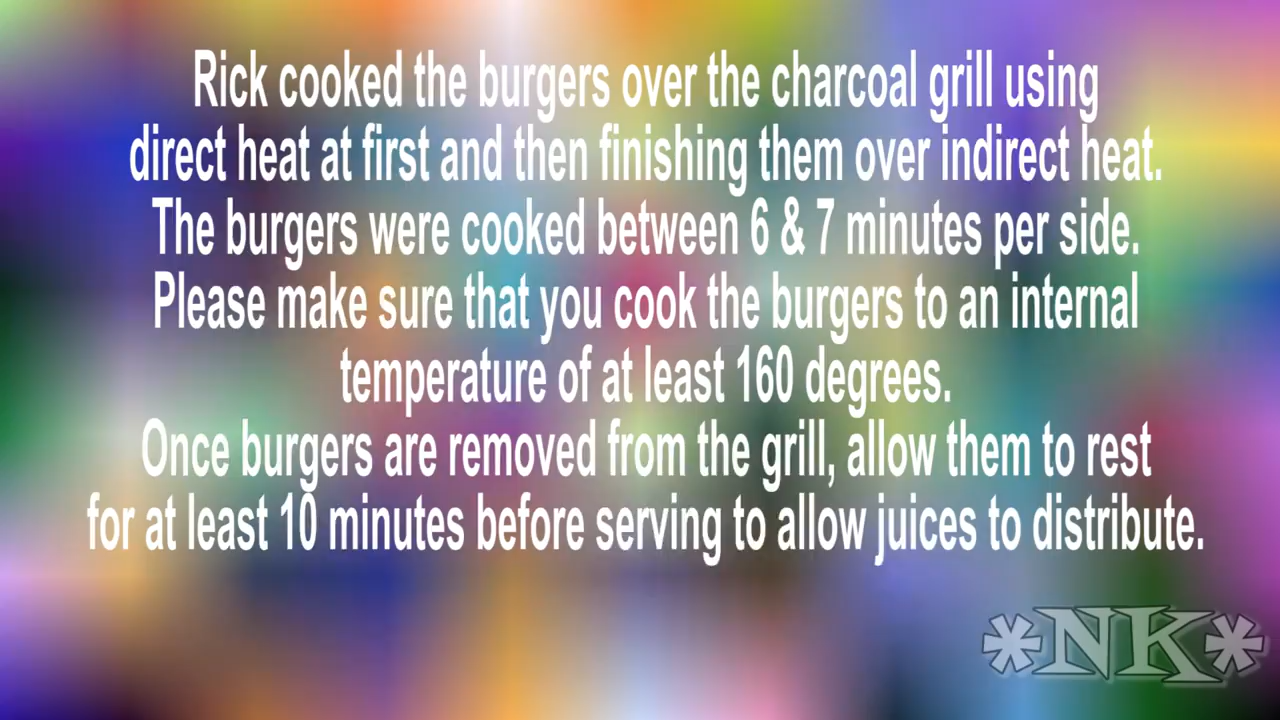 Rick cooked the burgers over the charcoal grill using
direct heat at first and then finishing them over indirect heat.
The burgers were cooked between 6 & 7 minutes per side.
Please make sure that you cook the burgers to an internal
temperature of at least 160 degrees.
Once burgers are removed from the grill, allow them to rest
for at least 10 minutes before serving to allow juices to distribute.
*NK*